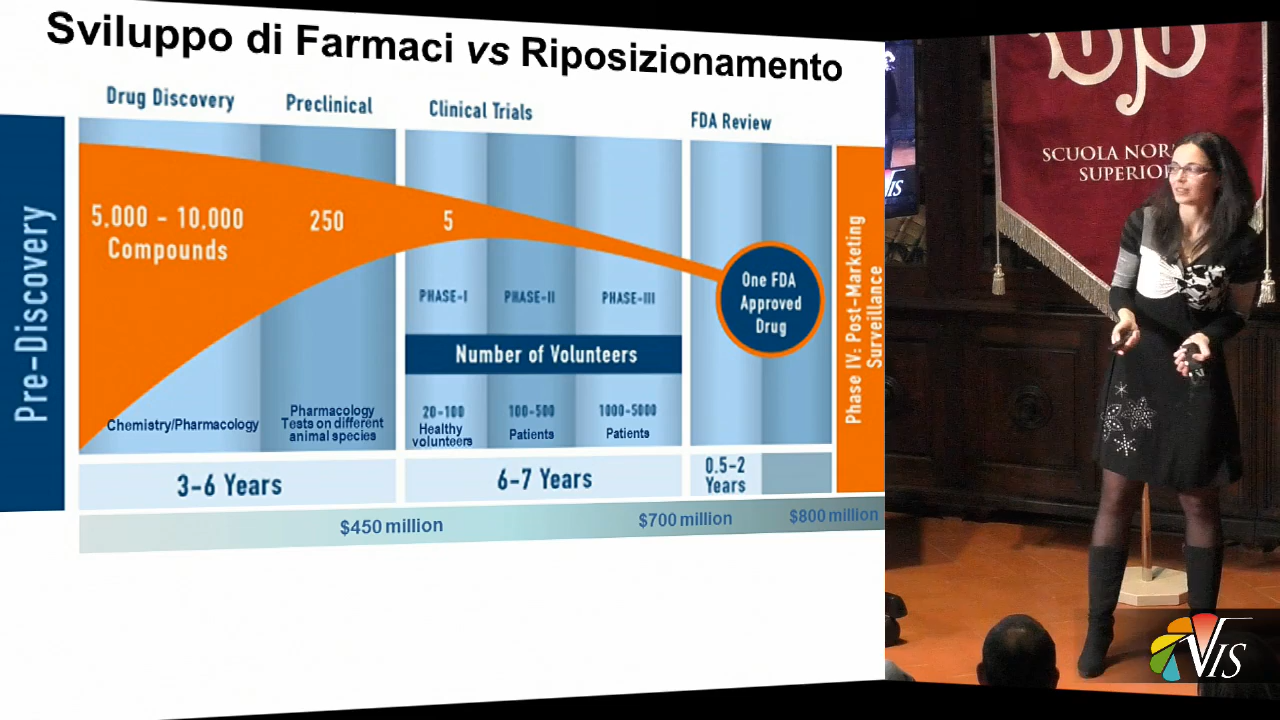 Sviluppo di Farmaci vs Riposizionamento
Drug Discovery
Preclinical
Clinical Trials
FDA Review
Pre-Discovery
5,000 - 10,000
Compounds
250
5
PHASE-I
PHASE-II
PHASE-III
One FDA
Approved
Drug
Phase IV: Post-Marketing
Surveillance
Number of Volunteers
Chemistry/Pharmacology
Pharmacology
Tests on different
animal species
20-100
Healthy
volunteers
100-500
Patients
1000-5000
Patients
3-6 Years
6-7 Years
0.5-2
Years
$450 million
$700 million
$800 million
SCUOLA NOR
SUPERIO
IS
VIS